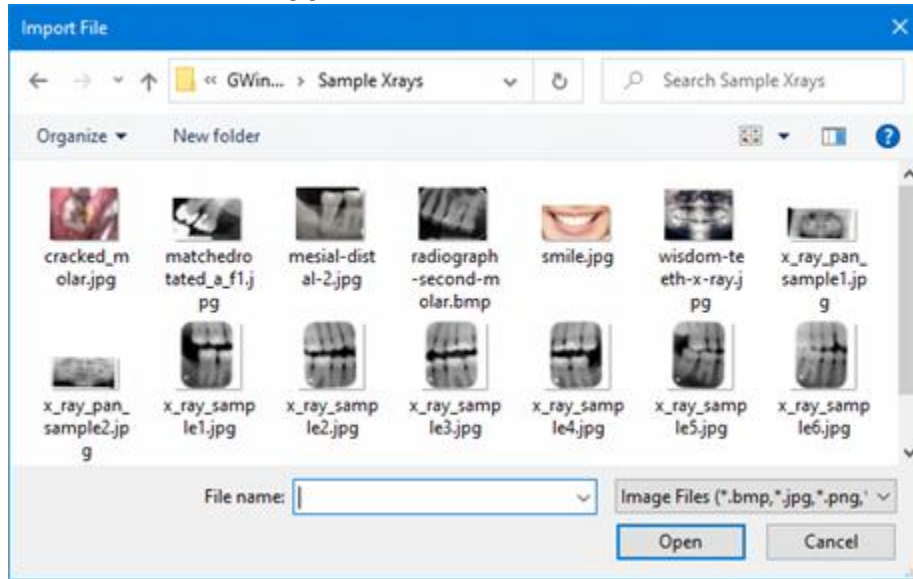 Import File
« GWin... > Sample Xrays
Search Sample Xrays
Organize
New folder
cracked_m
olar.jpg
matchedro
tated_a_f1.j
pg
mesial-dist
al-2.jpg
radiograph
-second-m
olar.bmp
smile.jpg
wisdom-te
eth-x-ray.j
pg
x_ray_pan_
sample1.jp
g
x_ray_pan_
sample2.jp
g
x_ray_samp
le1.jpg
x_ray_samp
le2.jpg
x_ray_samp
le3.jpg
x_ray_samp
le4.jpg
x_ray_samp
le5.jpg
x_ray_samp
le6.jpg
File name:
Image Files (*.bmp,*.jpg,*.png,
Open
Cancel